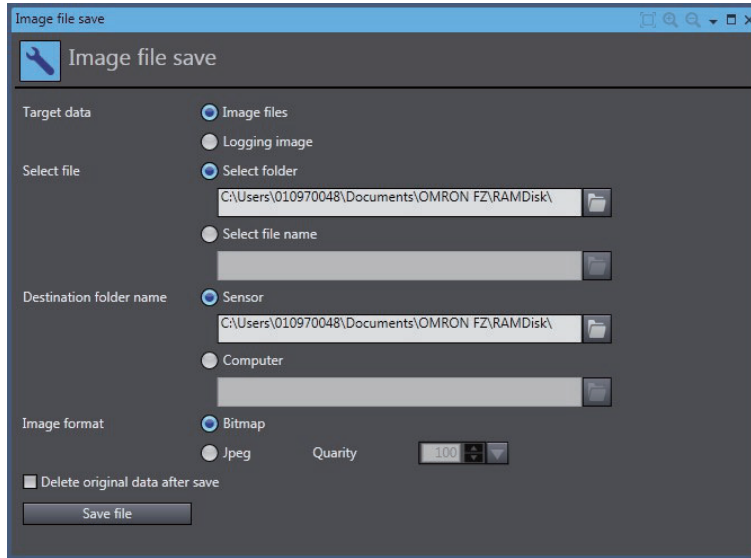 Image file save
Image file save
Target data
Image files
Logging image
Select file
Select folder
C:\Users\010970048\Documents\OMRON FZ\RAMDisk\
Select file name
Destination folder name
Sensor
C:\Users\010970048\Documents\OMRON FZ\RAMDisk\
Computer
Image format
Bitmap
Jpeg Quarity 100
Delete original data after save
Save file